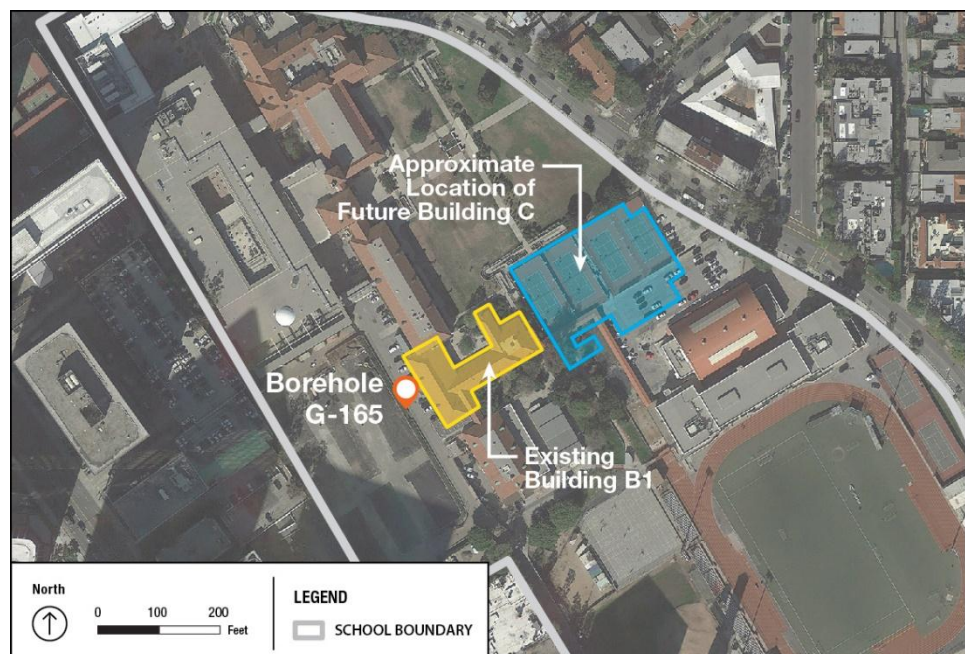 Approximate
Location of
Future Building C
Borehole
G-165
Existing
Building B1
North
0 100 200
Feet
LEGEND
SCHOOL BOUNDARY